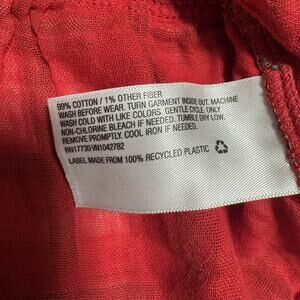 99% COTTON / 1% OTHER FIBER
WASH BEFORE WEAR. TURN GARMENT INSIDE OUT. MACHINE
WASH COLD WITH LIKE COLORS. GENTLE CYCLE. ONLY
NON-CHLORINE BLEACH IF NEEDED. TUMBLE DRY LOW.
REMOVE PROMPTLY. COOL IRON IF NEEDED.
RN17730 VN1042782
LABEL MADE FROM 100% RECYCLED PLASTIC